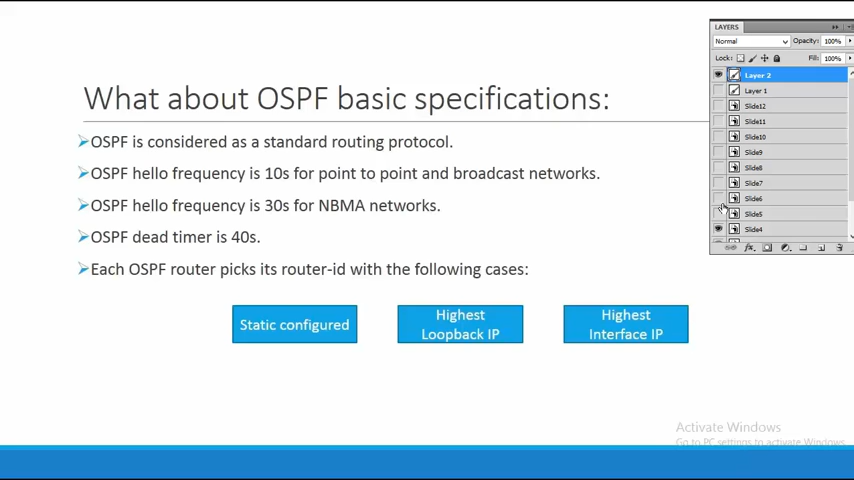 LAYERS
Normal
Opacity: 100%
Lock:
Fill: 100%
Layer 2
Layer 1
Slide12
Slide11
Slide10
Slide9
Slide8
Slide7
Slide6
Slide5
Slide4
fx
What about OSPF basic specifications:
OSPF is considered as a standard routing protocol.
OSPF hello frequency is 10s for point to point and broadcast networks.
OSPF hello frequency is 30s for NBMA networks.
OSPF dead timer is 40s.
Each OSPF router picks its router-id with the following cases:
Static configured
Highest
Loopback IP
Highest
Interface IP
Activate Windows
Go to PC settings to activate Windows.